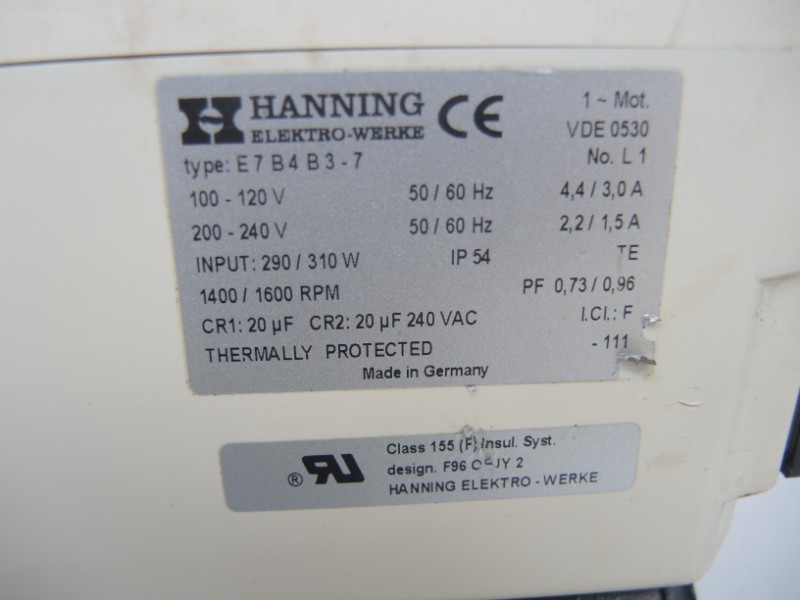 HANNING CE 1 ~ Mot.
ELEKTRO-WERKE VDE 0530
type: E 7 B 4 B 3 - 7 No. L 1
100 - 120 V 50 / 60 Hz 4,4 / 3,0 A
200 - 240 V 50 / 60 Hz 2,2 / 1,5 A
INPUT: 290 / 310 W IP 54 TE
1400 / 1600 RPM PF 0,73 / 0,96
CR1: 20 µF CR2: 20 µF 240 VAC I.Cl.: F
THERMALLY PROTECTED - 111
Made in Germany
® RU Class 155 (F) Insul. Syst.
design. F96 2
HANNING ELEKTRO - WERKE